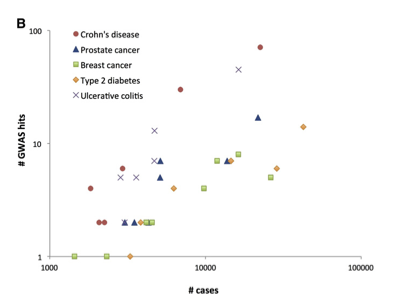 B
100
Crohn's disease
Prostate cancer
Breast cancer
Type 2 diabetes
Ulcerative colitis
# GWAS hits
10
1
1000
10000
100000
# cases